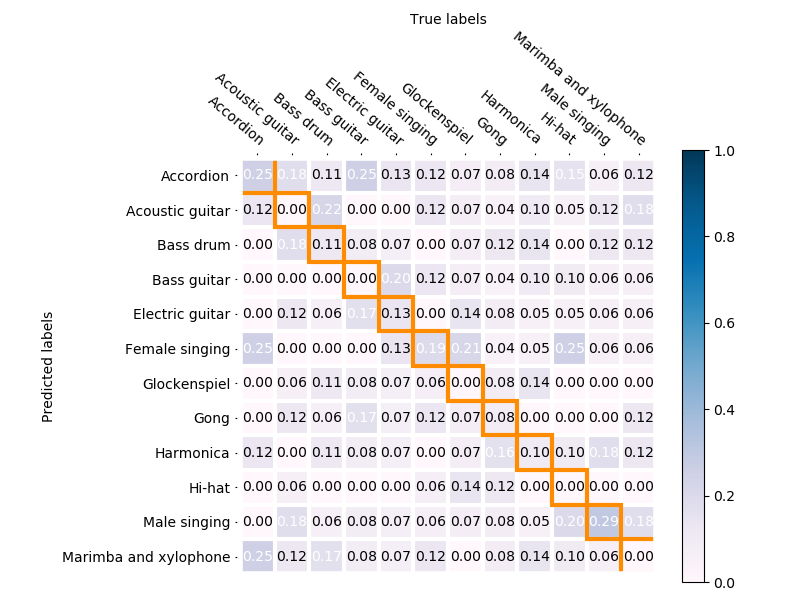 True labels
Accordion
Acoustic guitar
Bass drum
Bass guitar
Electric guitar
Female singing
Glockenspiel
Gong
Harmonica
Hi-hat
Male singing
Marimba and xylophone
Predicted labels
Accordion 0.25 0.18 0.11 0.25 0.13 0.12 0.07 0.08 0.14 0.15 0.06 0.12
Acoustic guitar 0.12 0.00 0.22 0.00 0.00 0.12 0.07 0.04 0.10 0.05 0.12 0.18
Bass drum 0.00 0.18 0.11 0.08 0.07 0.00 0.07 0.12 0.14 0.00 0.12 0.12
Bass guitar 0.00 0.00 0.00 0.00 0.20 0.12 0.07 0.04 0.10 0.10 0.06 0.06
Electric guitar 0.00 0.12 0.06 0.17 0.13 0.00 0.14 0.08 0.05 0.05 0.06 0.06
Female singing 0.25 0.00 0.00 0.00 0.13 0.19 0.21 0.04 0.05 0.25 0.06 0.06
Glockenspiel 0.00 0.06 0.11 0.08 0.07 0.06 0.00 0.08 0.14 0.00 0.00 0.00
Gong 0.00 0.12 0.06 0.17 0.07 0.12 0.07 0.08 0.00 0.00 0.00 0.12
Harmonica 0.12 0.00 0.11 0.08 0.07 0.00 0.07 0.16 0.10 0.10 0.18 0.12
Hi-hat 0.00 0.06 0.00 0.00 0.00 0.06 0.14 0.12 0.00 0.00 0.00 0.00
Male singing 0.00 0.18 0.06 0.08 0.07 0.06 0.07 0.08 0.05 0.20 0.29 0.18
Marimba and xylophone 0.25 0.12 0.17 0.08 0.07 0.12 0.00 0.08 0.14 0.10 0.06 0.00
1.0
0.8
0.6
0.4
0.2
0.0